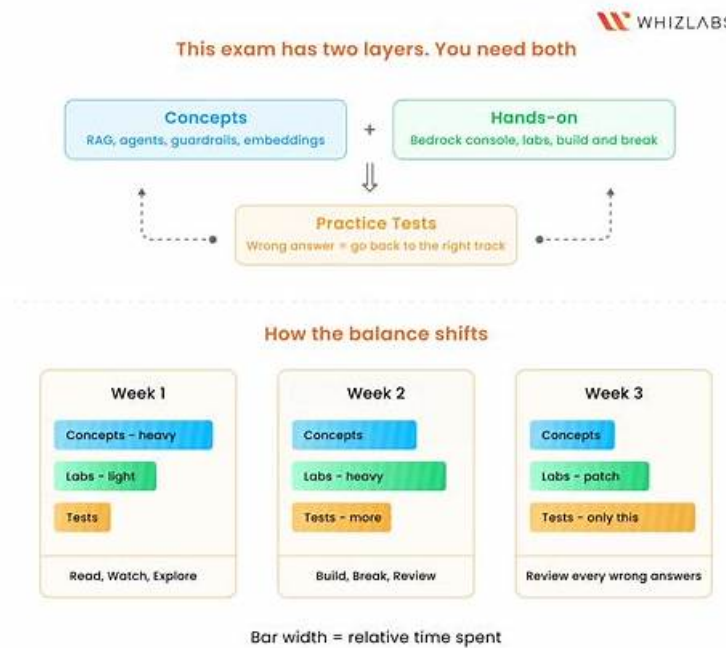 WHIZLABS
This exam has two layers. You need both
Concepts
RAG, agents, guardrails, embeddings
+
Hands-on
Bedrock console, labs, build and break
Practice Tests
Wrong answer = go back to the right track
How the balance shifts
Week 1
Concepts - heavy
Labs - light
Tests
Read, Watch, Explore
Week 2
Concepts
Labs - heavy
Tests - more
Build, Break, Review
Week 3
Concepts
Labs - patch
Tests - only this
Review every wrong answers
Bar width = relative time spent